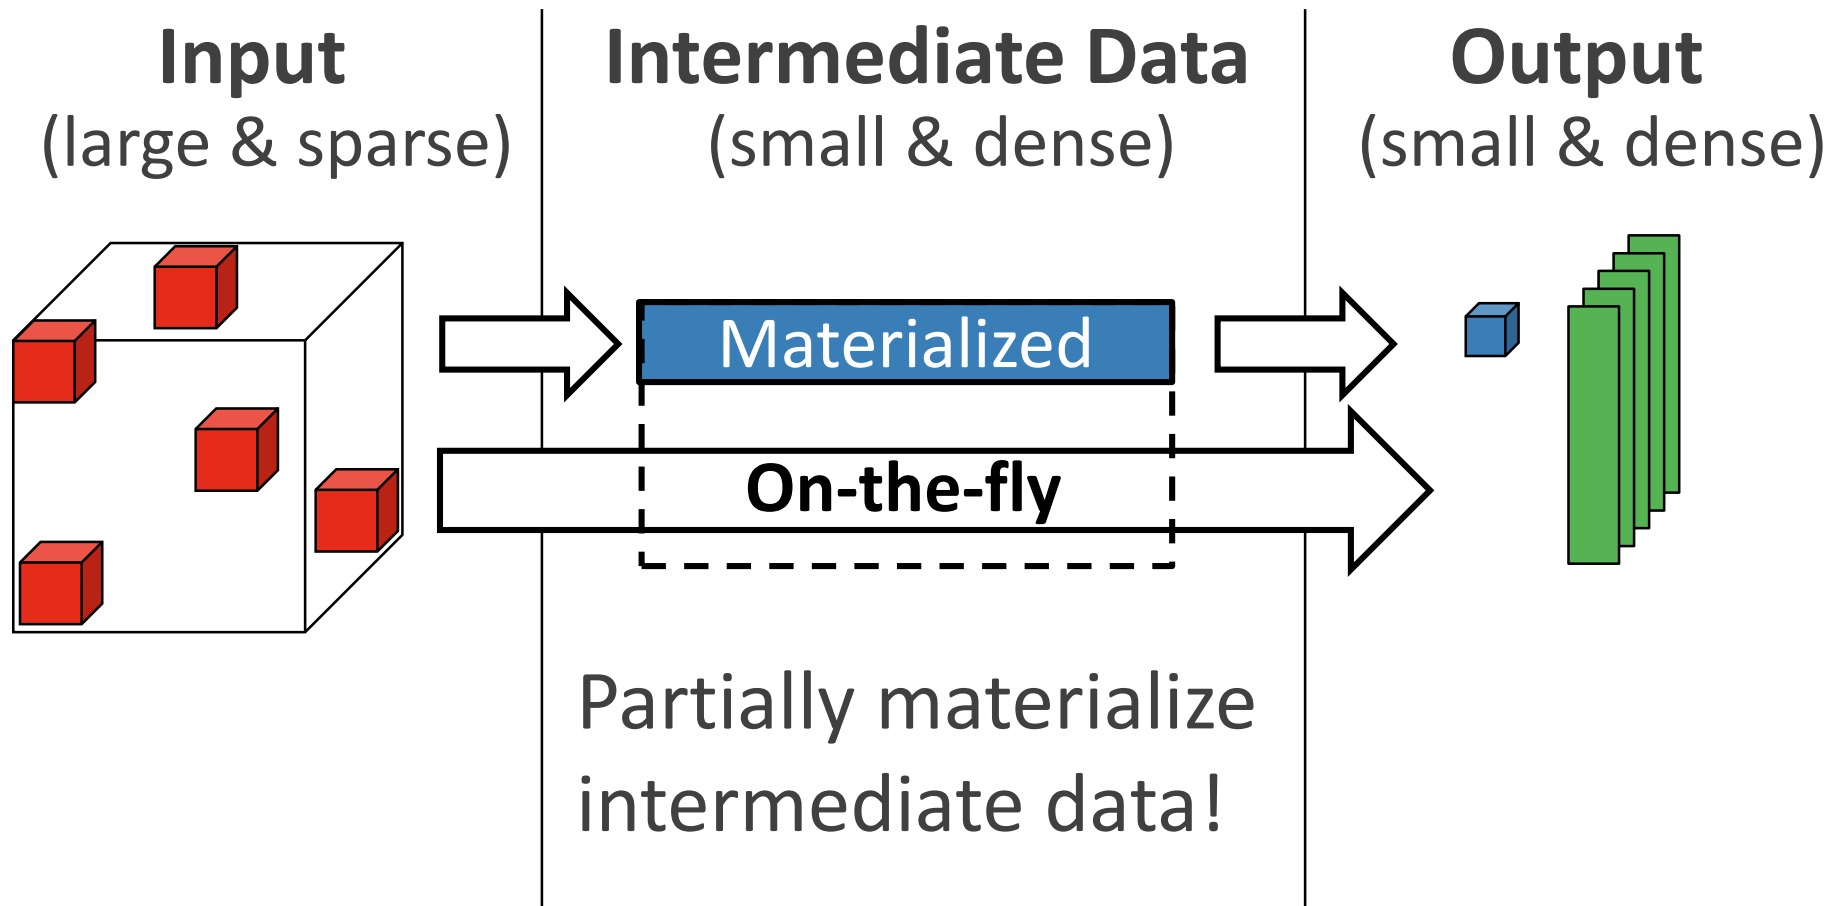 Input
(large & sparse)
Intermediate Data
(small & dense)
Output
(small & dense)
Materialized
On-the-fly
Partially materialize
intermediate data!